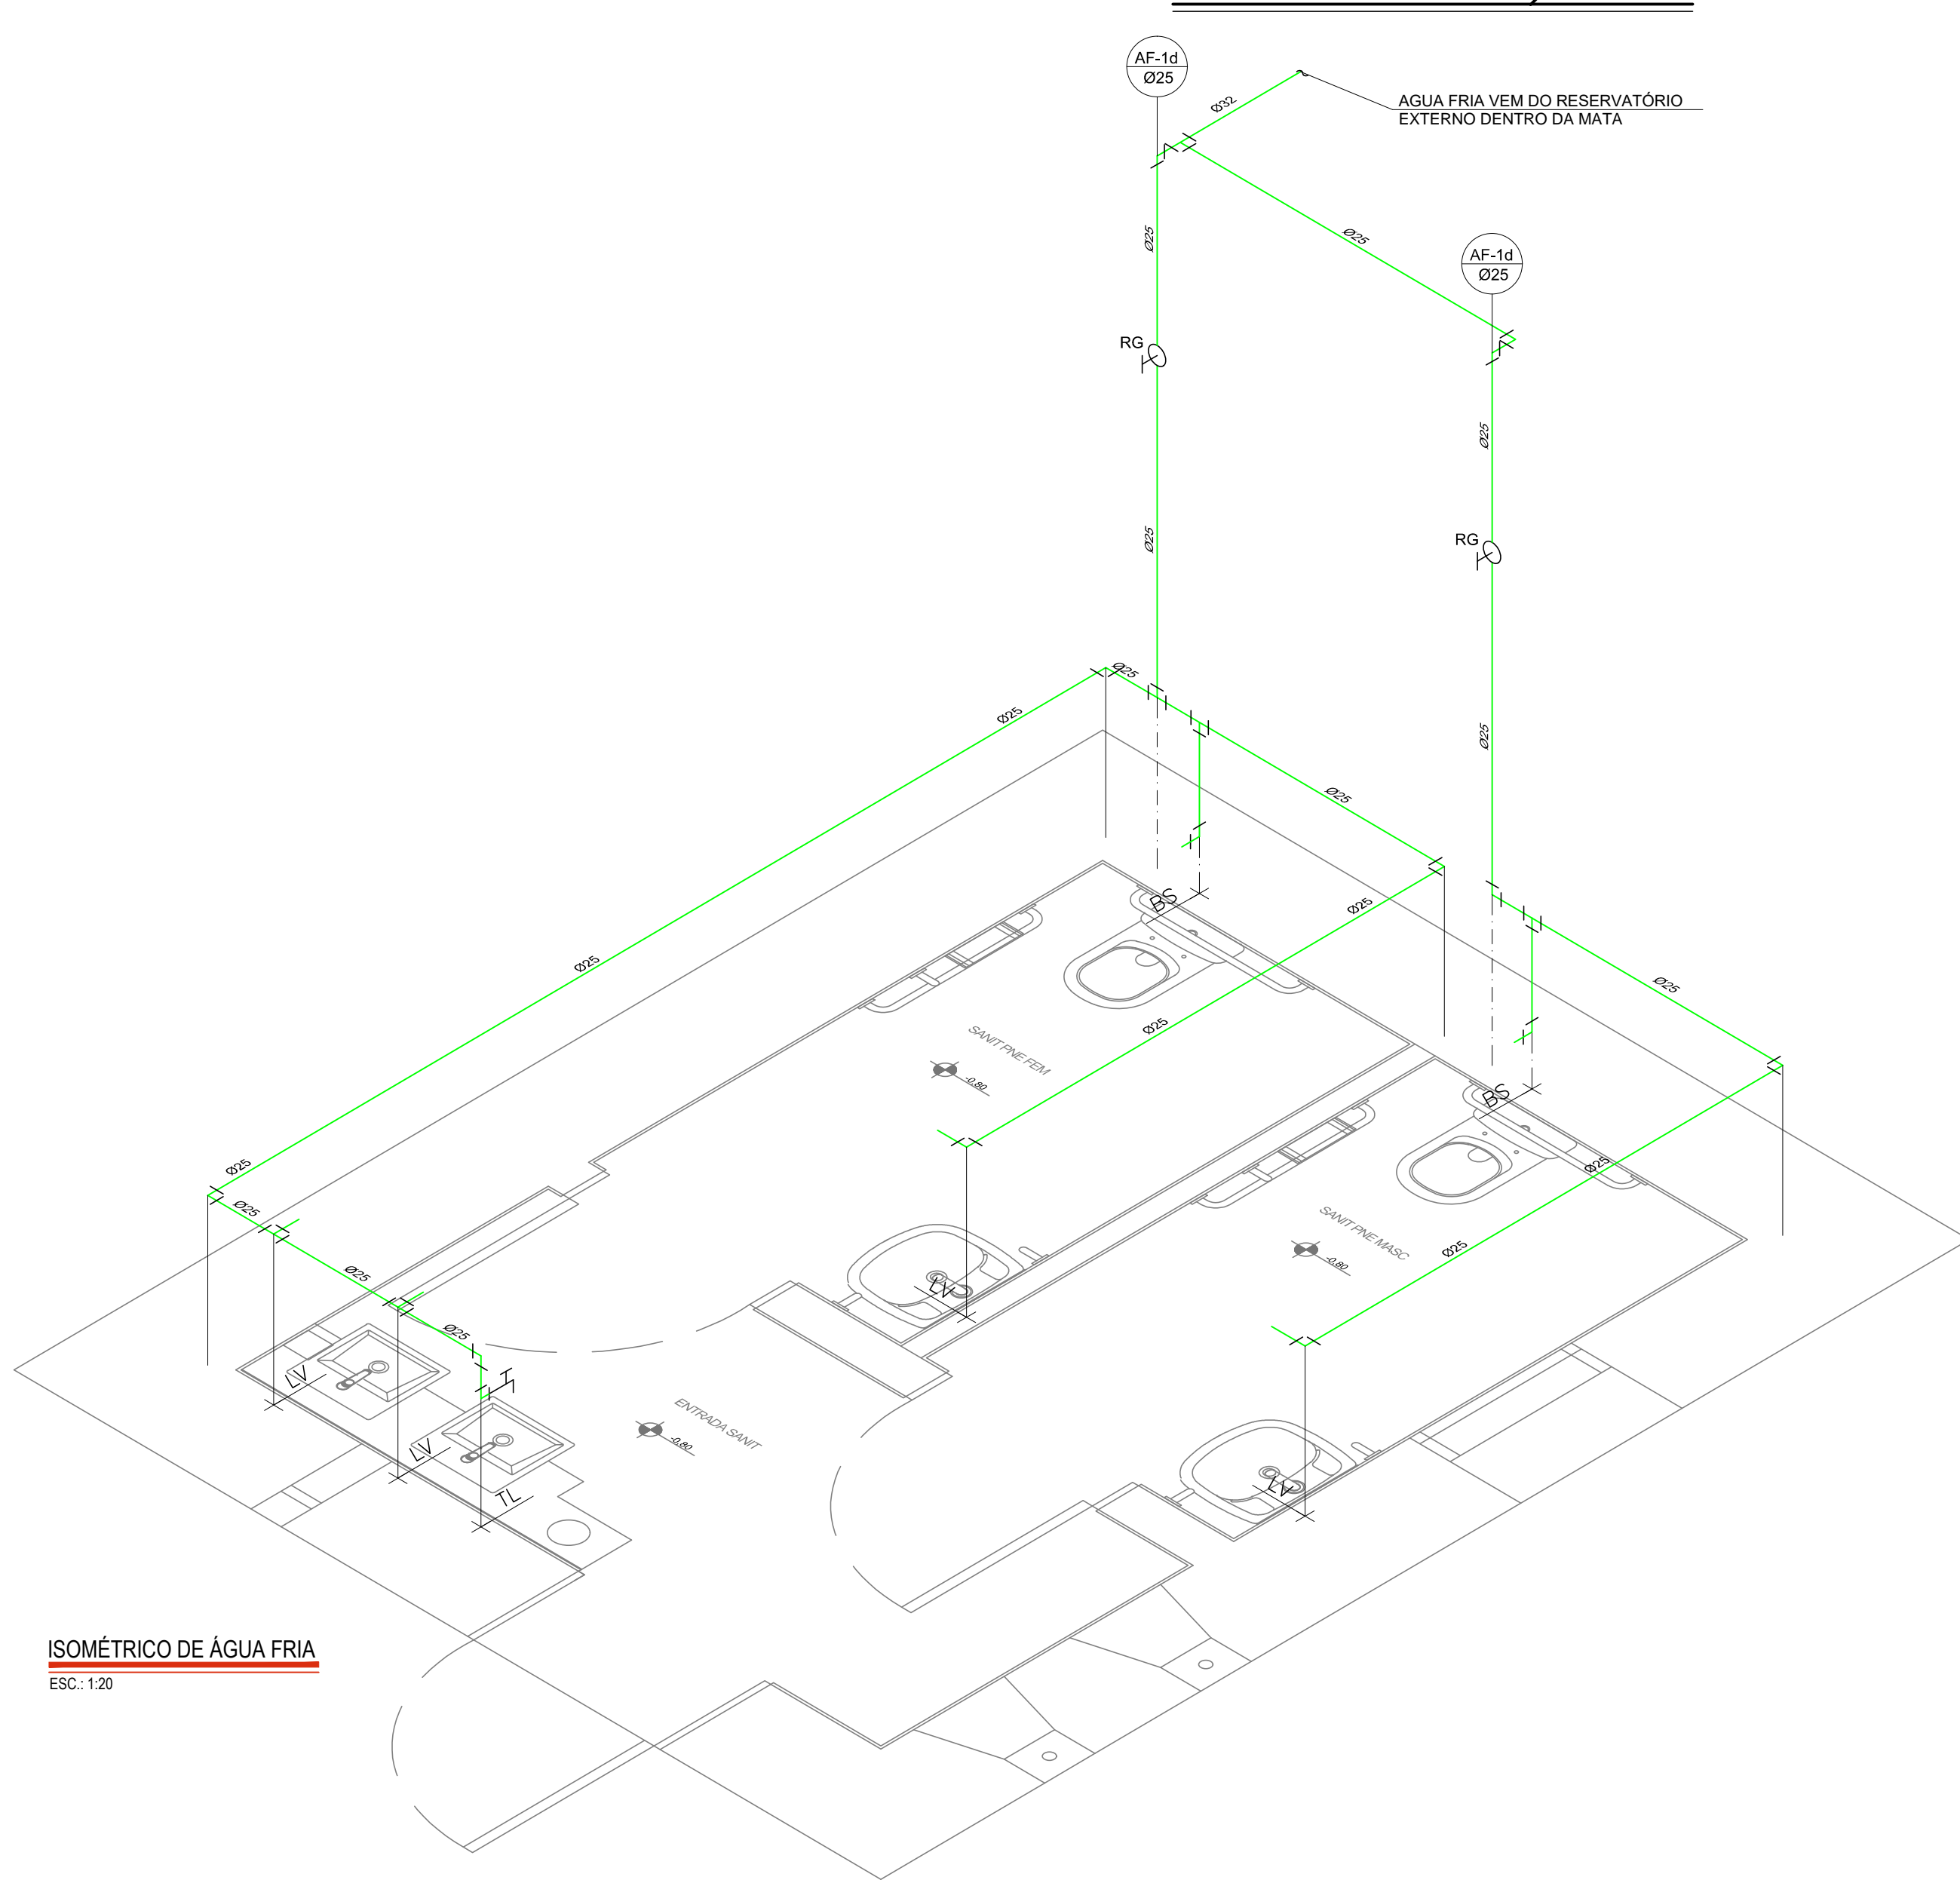 AF-1d
Ø25
Ø32
AGUA FRIA VEM DO RESERVATÓRIO
EXTERNO DENTRO DA MATA
Ø25
Ø25
AF-1d
Ø25
RG
Ø25
Ø25
RG
Ø25
Ø25
Ø25
Ø25
Ø25
BS
Ø25
Ø25
Ø25
Ø25
SANIT PNE FEM
-0.80
BS
Ø25
Ø25
Ø25
SANIT PNE MASC
-0.80
Ø25
Ø25
LV
Ø25
LV
ENTRADA SANIT
-0.80
LV
LV
TL
ISOMÉTRICO DE ÁGUA FRIA
ESC.: 1:20